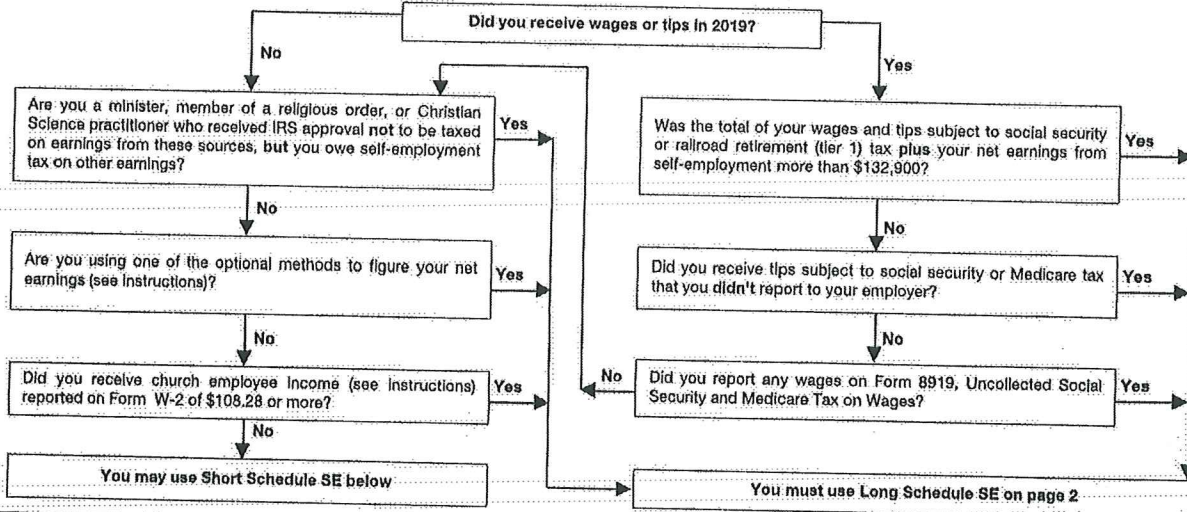 Did you receive wages or tips in 2019?
No
Yes
Are you a minister, member of a religious order, or Christian
Science practitioner who received IRS approval not to be taxed
on earnings from these sources, but you owe self-employment
tax on other earnings?
Yes
Was the total of your wages and tips subject to social security
or railroad retirement (tier 1) tax plus your net earnings from
self-employment more than $132,900?
Yes
No
No
Are you using one of the optional methods to figure your net
earnings (see instructions)?
Yes
Did you receive tips subject to social security or Medicare tax
that you didn't report to your employer?
Yes
No
No
Did you receive church employee income (see instructions)
reported on Form W-2 of $108.28 or more?
Yes
No
Did you report any wages on Form 8919, Uncollected Social
Security and Medicare Tax on Wages?
Yes
No
You may use Short Schedule SE below
You must use Long Schedule SE on page 2